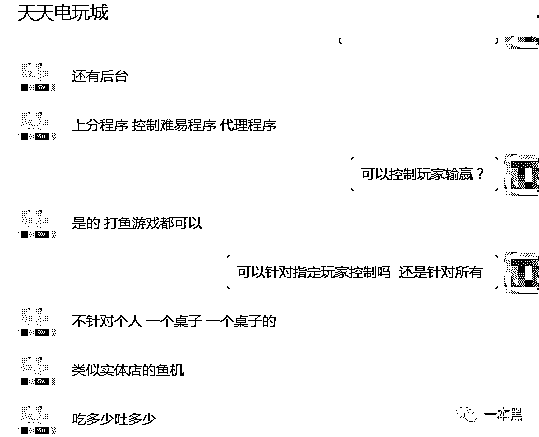 天天电玩城
还有后台
上分程序 控制难易程序 代理程序
可以控制玩家输赢？
是的 打鱼游戏都可以
可以针对指定玩家控制吗 还是针对所有
不针对个人 一个桌子 一个桌子的
类似实体店的鱼机
吃多少吐多少
一本黑